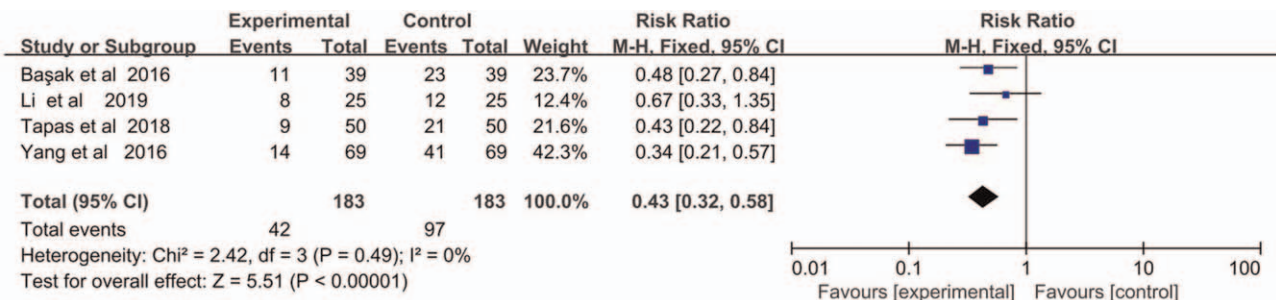 Experimental Control Risk Ratio Risk Ratio
Study or Subgroup Events Total Events Total Weight M-H, Fixed, 95% CI M-H, Fixed, 95% CI
Başak et al 2016 11 39 23 39 23.7% 0.48 [0.27, 0.84]
Li et al 2019 8 25 12 25 12.4% 0.67 [0.33, 1.35]
Tapas et al 2018 9 50 21 50 21.6% 0.43 [0.22, 0.84]
Yang et al 2016 14 69 41 69 42.3% 0.34 [0.21, 0.57]
Total (95% CI) 183 183 100.0% 0.43 [0.32, 0.58]
Total events 42 97
Heterogeneity: Chi² = 2.42, df = 3 (P = 0.49); I² = 0%
Test for overall effect: Z = 5.51 (P < 0.00001)
0.01 0.1 1 10 100
Favours [experimental] Favours [control]